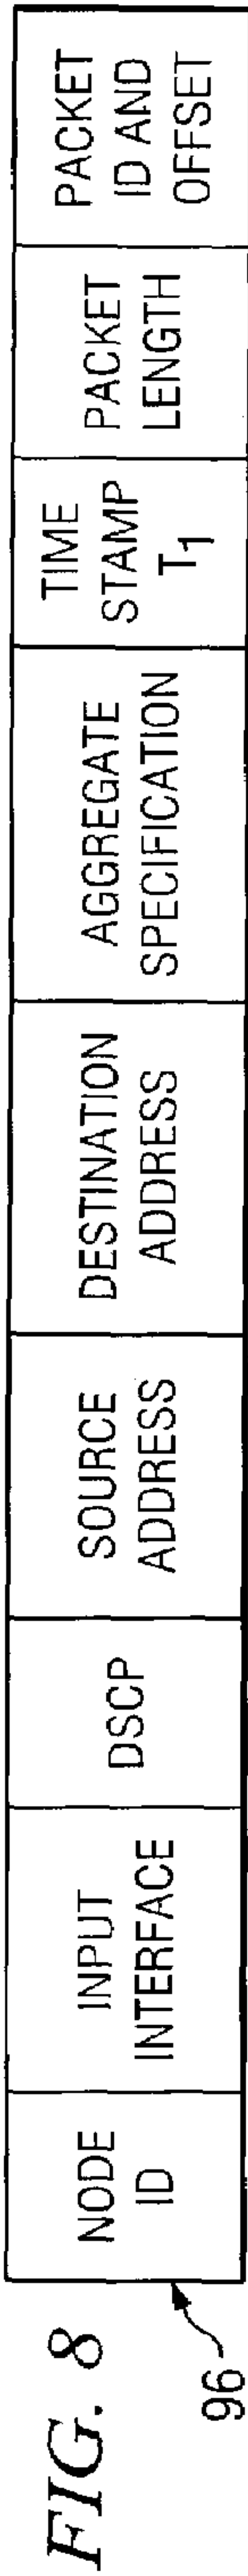 FIG. 8
96
NODE
ID
INPUT
INTERFACE
DSCP
SOURCE
ADDRESS
DESTINATION
ADDRESS
AGGREGATE
SPECIFICATION
TIME
STAMP
T1
PACKET
LENGTH
PACKET
ID AND
OFFSET